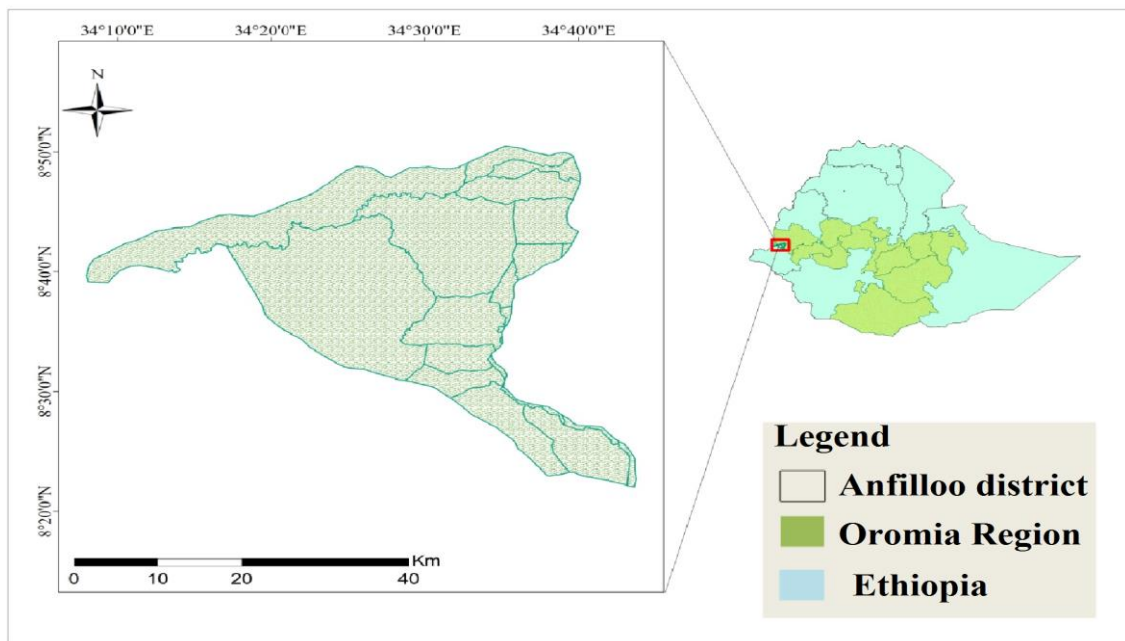 34°10'0"E 34°20'0"E 34°30'0"E 34°40'0"E
N
8°50'0"N
8°40'0"N
8°30'0"N
8°20'0"N
Km
0 10 20 40
Legend
Anfilloo district
Oromia Region
Ethiopia